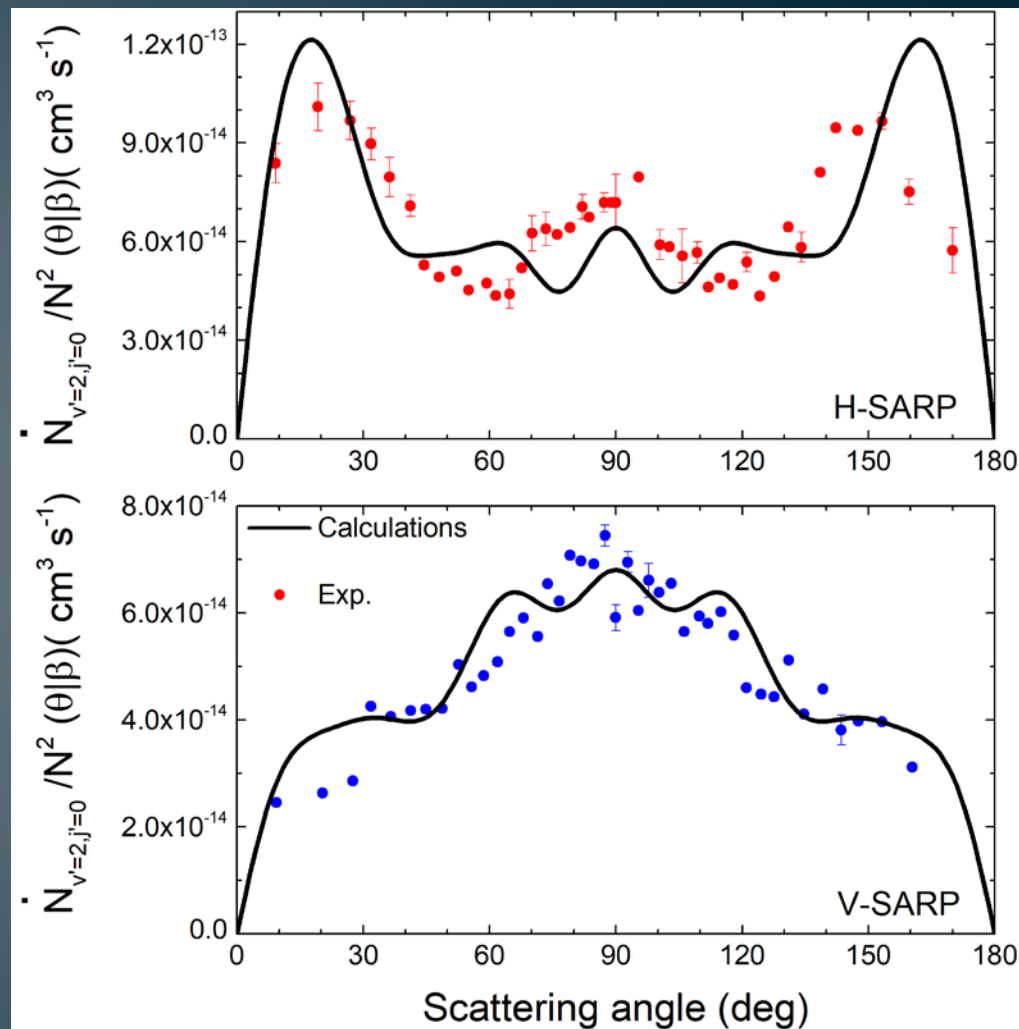 Ṅv'=2,j'=0 /N² (θ|β)( cm³ s⁻¹)
1.2x10⁻¹³
9.0x10⁻¹⁴
6.0x10⁻¹⁴
3.0x10⁻¹⁴
0.0
H-SARP
0 30 60 90 120 150 180
Ṅv'=2,j'=0 /N² (θ|β)( cm³ s⁻¹)
8.0x10⁻¹⁴
6.0x10⁻¹⁴
4.0x10⁻¹⁴
2.0x10⁻¹⁴
0.0
Calculations
Exp.
V-SARP
0 30 60 90 120 150 180
Scattering angle (deg)